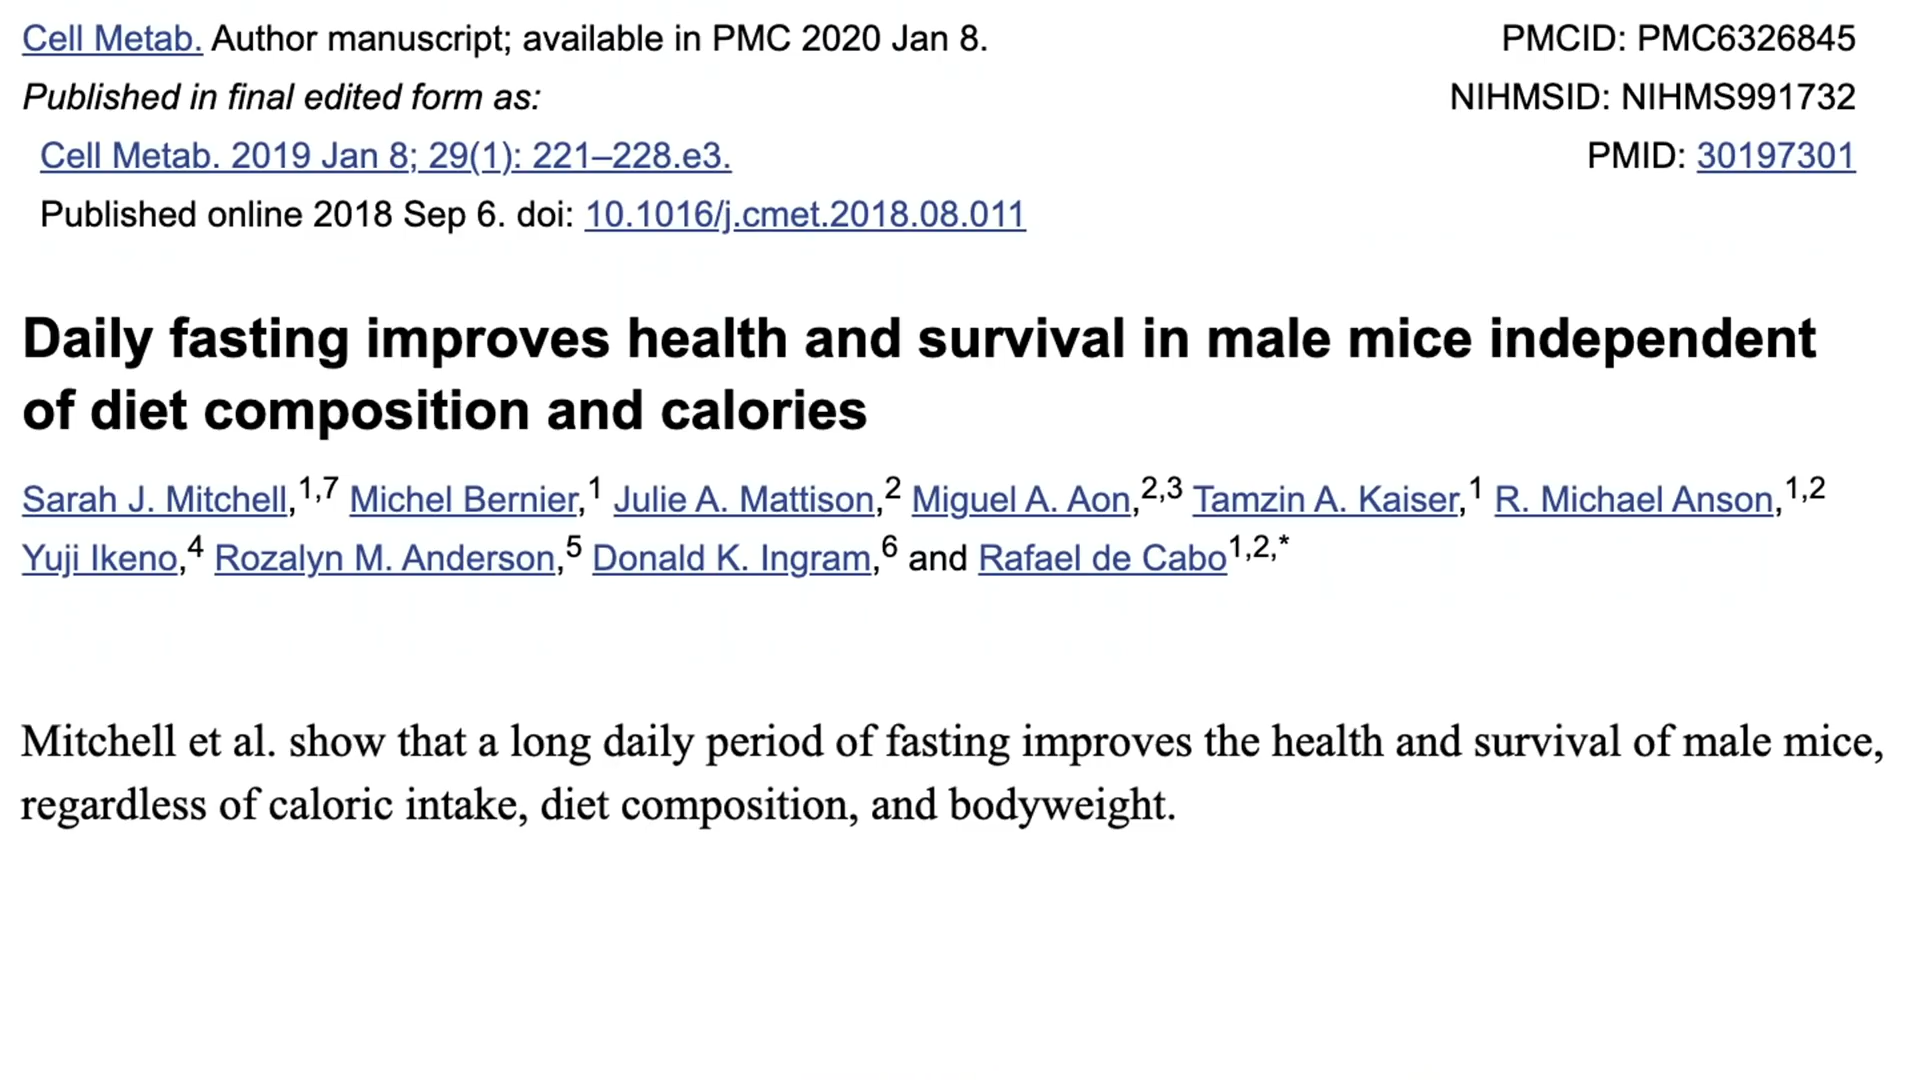 Cell Metab. Author manuscript; available in PMC 2020 Jan 8.
Published in final edited form as:
Cell Metab. 2019 Jan 8; 29(1): 221–228.e3.
Published online 2018 Sep 6. doi: 10.1016/j.cmet.2018.08.011
PMCID: PMC6326845
NIHMSID: NIHMS991732
PMID: 30197301
Daily fasting improves health and survival in male mice independent
of diet composition and calories
Sarah J. Mitchell,1,7 Michel Bernier,1 Julie A. Mattison,2 Miguel A. Aon,2,3 Tamzin A. Kaiser,1 R. Michael Anson,1,2
Yuji Ikeno,4 Rozalyn M. Anderson,5 Donald K. Ingram,6 and Rafael de Cabo1,2,*
Mitchell et al. show that a long daily period of fasting improves the health and survival of male mice,
regardless of caloric intake, diet composition, and bodyweight.